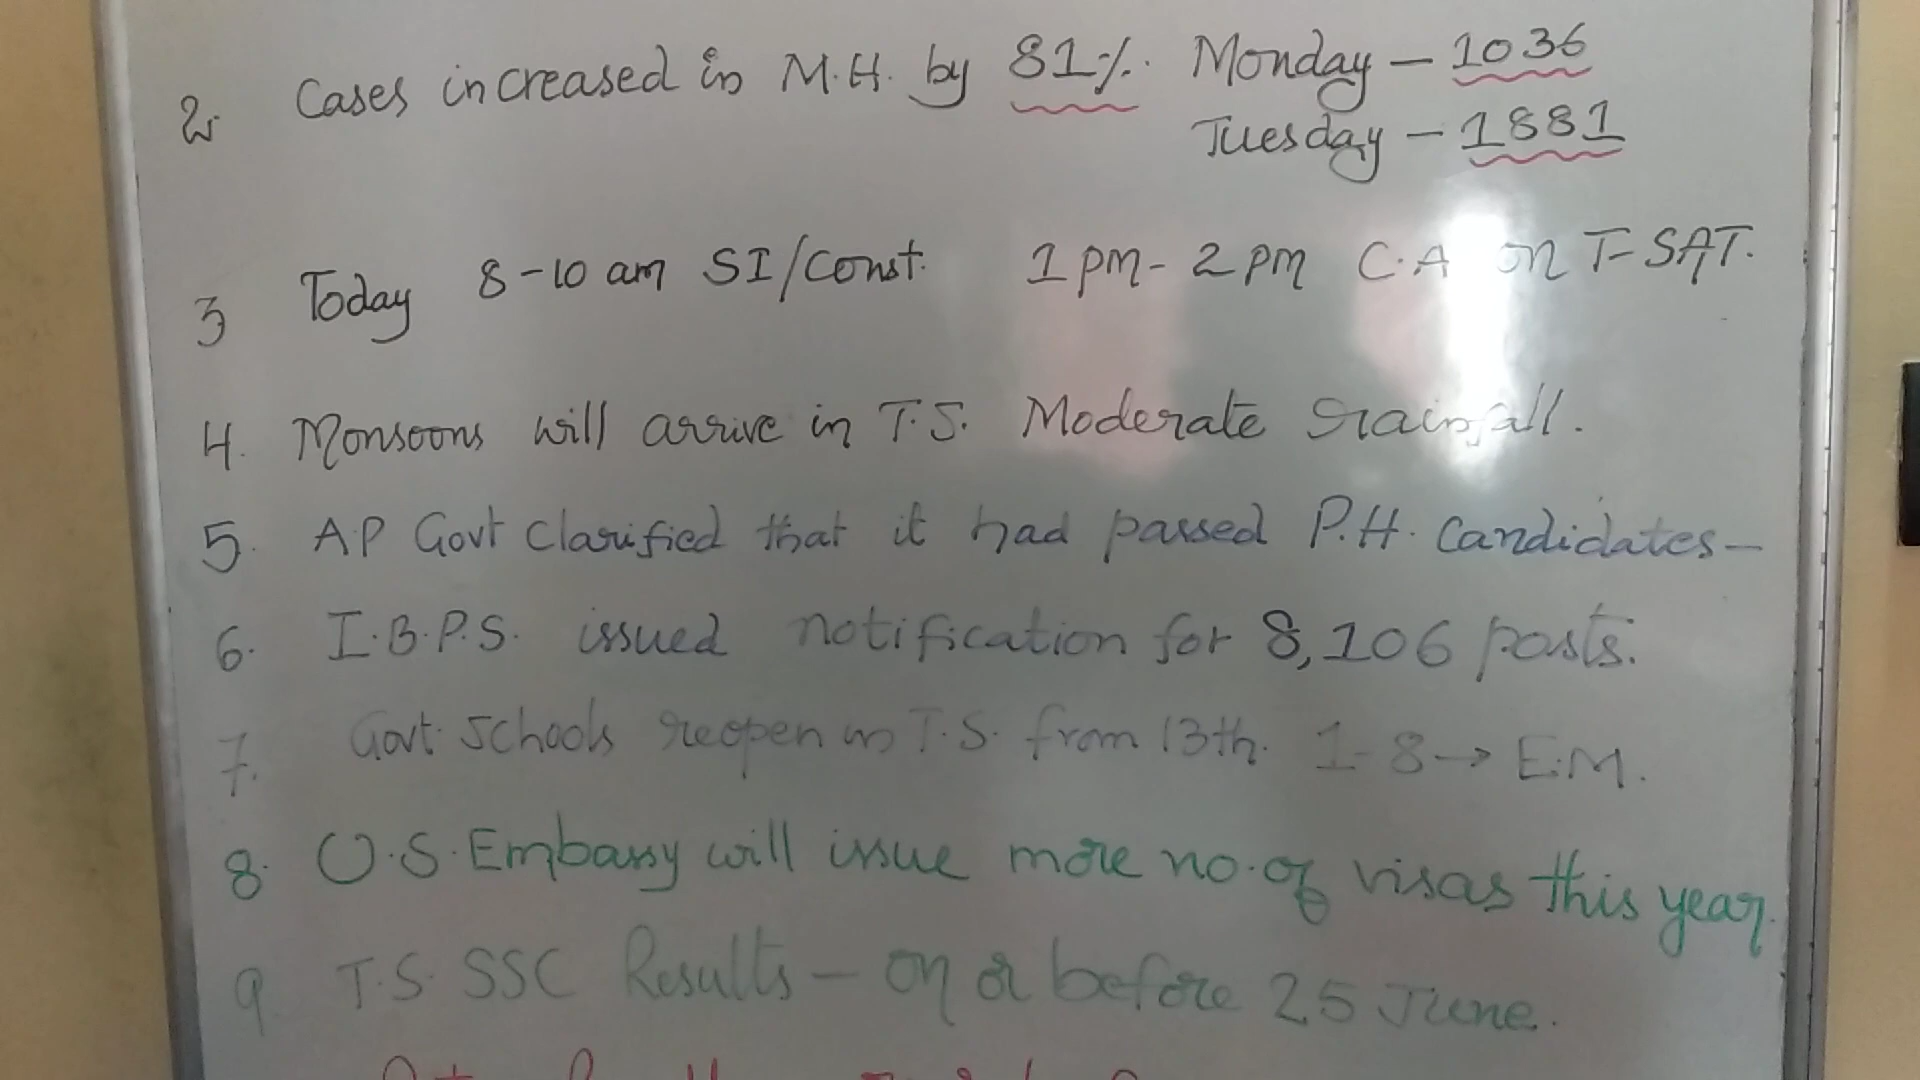 2. Cases increased in M.H. by 81%. Monday - 1036
Tuesday - 1881
3 Today 8-10 am SI/Const. 1 pm - 2 pm C.A on T-SAT.
4. Monsoons will arrive in T.S. Moderate rainfall.
5. A.P Govt Clarified that it had passed P.H. Candidates -
6. I.B.P.S. issued notification for 8,106 posts.
7. Govt. Schools reopen in T.S. from 13th. 1-8 → E.M.
8. U.S. Embassy will issue more no. of visas this year.
9. T.S. SSC Results - on or before 25 June.